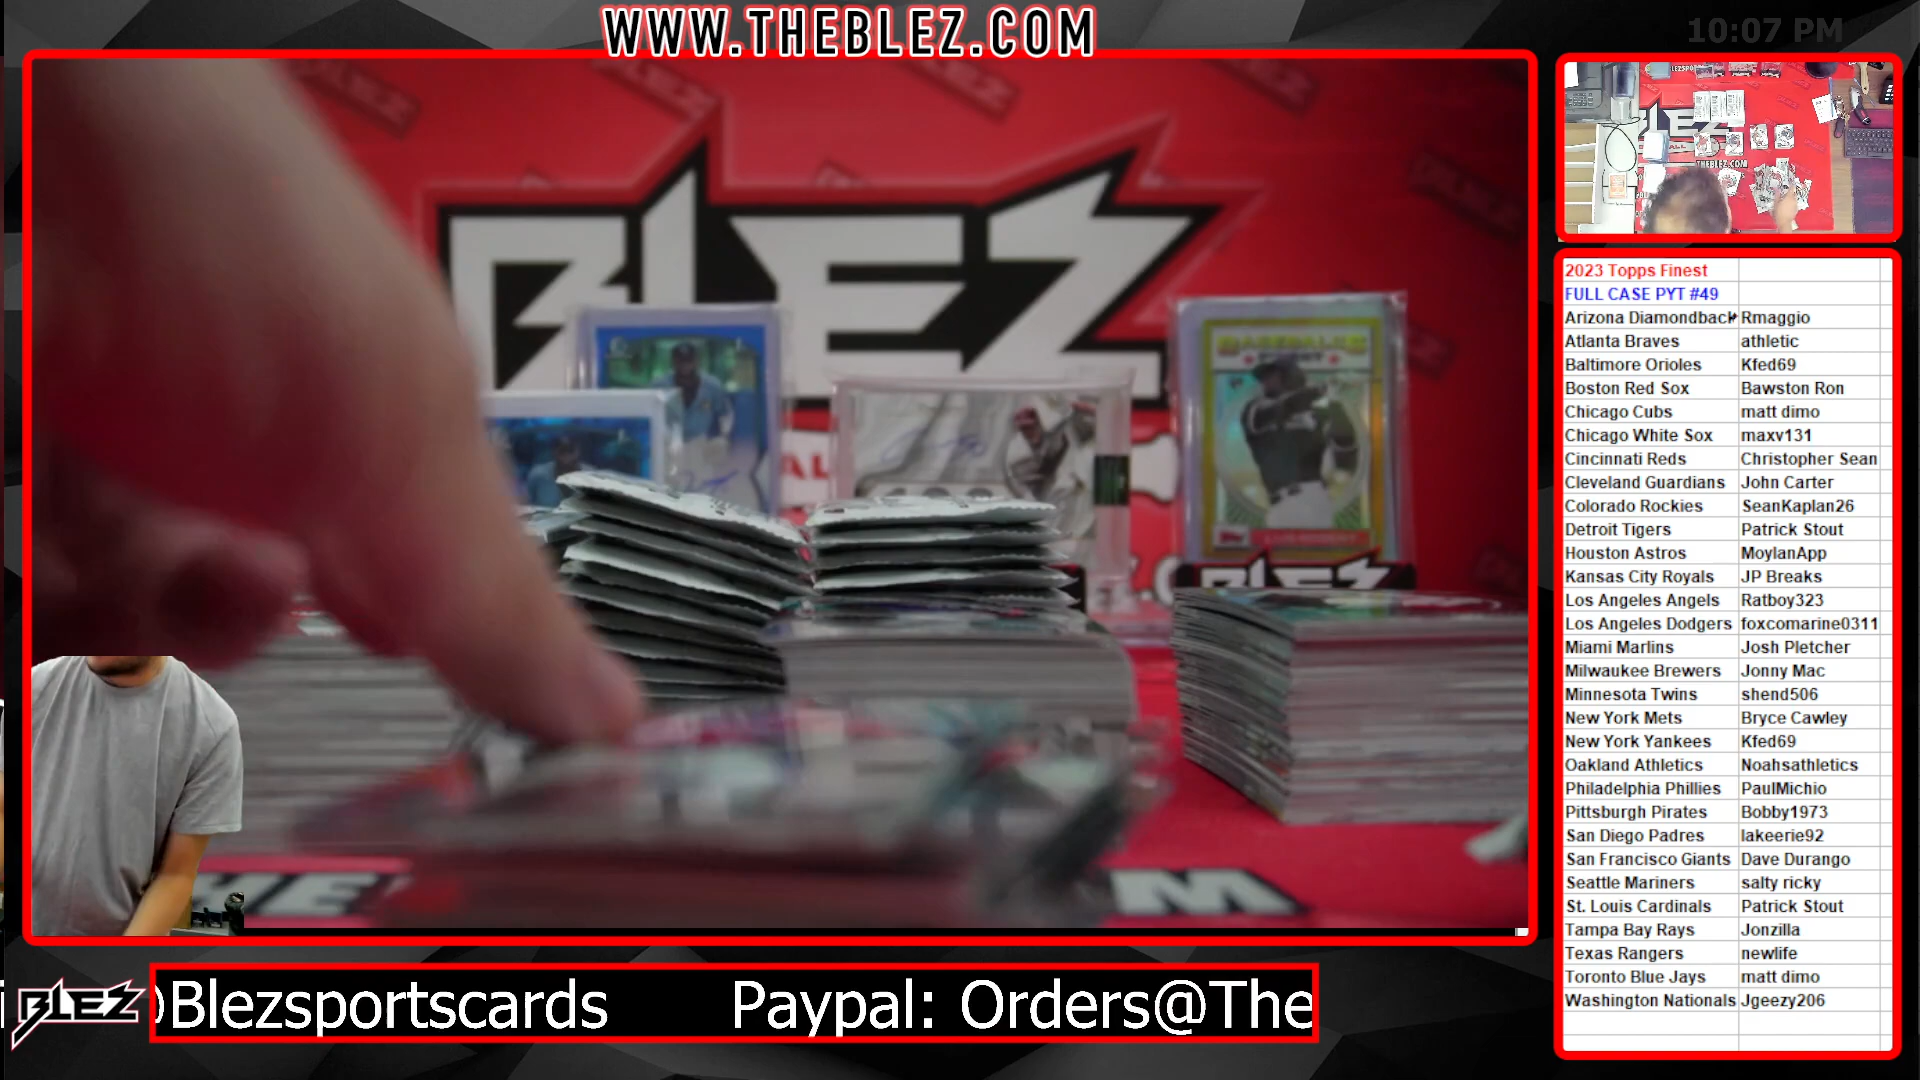 WWW.THEBLEZ.COM
10:07 PM
BLEZ
BLEZ
2023 Topps Finest
FULL CASE PYT #49
Arizona Diamondback Rmaggio
Atlanta Braves athletic
Baltimore Orioles Kfed69
Boston Red Sox Bawston Ron
Chicago Cubs matt dimo
Chicago White Sox maxv131
Cincinnati Reds Christopher Sean
Cleveland Guardians John Carter
Colorado Rockies SeanKaplan26
Detroit Tigers Patrick Stout
Houston Astros MoylanApp
Kansas City Royals JP Breaks
Los Angeles Angels Ratboy323
Los Angeles Dodgers foxcomarine0311
Miami Marlins Josh Pletcher
Milwaukee Brewers Jonny Mac
Minnesota Twins shend506
New York Mets Bryce Cawley
New York Yankees Kfed69
Oakland Athletics Noahsathletics
Philadelphia Phillies PaulMichio
Pittsburgh Pirates Bobby1973
San Diego Padres lakeerie92
San Francisco Giants Dave Durango
Seattle Mariners salty ricky
St. Louis Cardinals Patrick Stout
Tampa Bay Rays Jonzilla
Texas Rangers newlife
Toronto Blue Jays matt dimo
Washington Nationals Jgeezy206
BLEZ @Blezsportscards Paypal: Orders@The